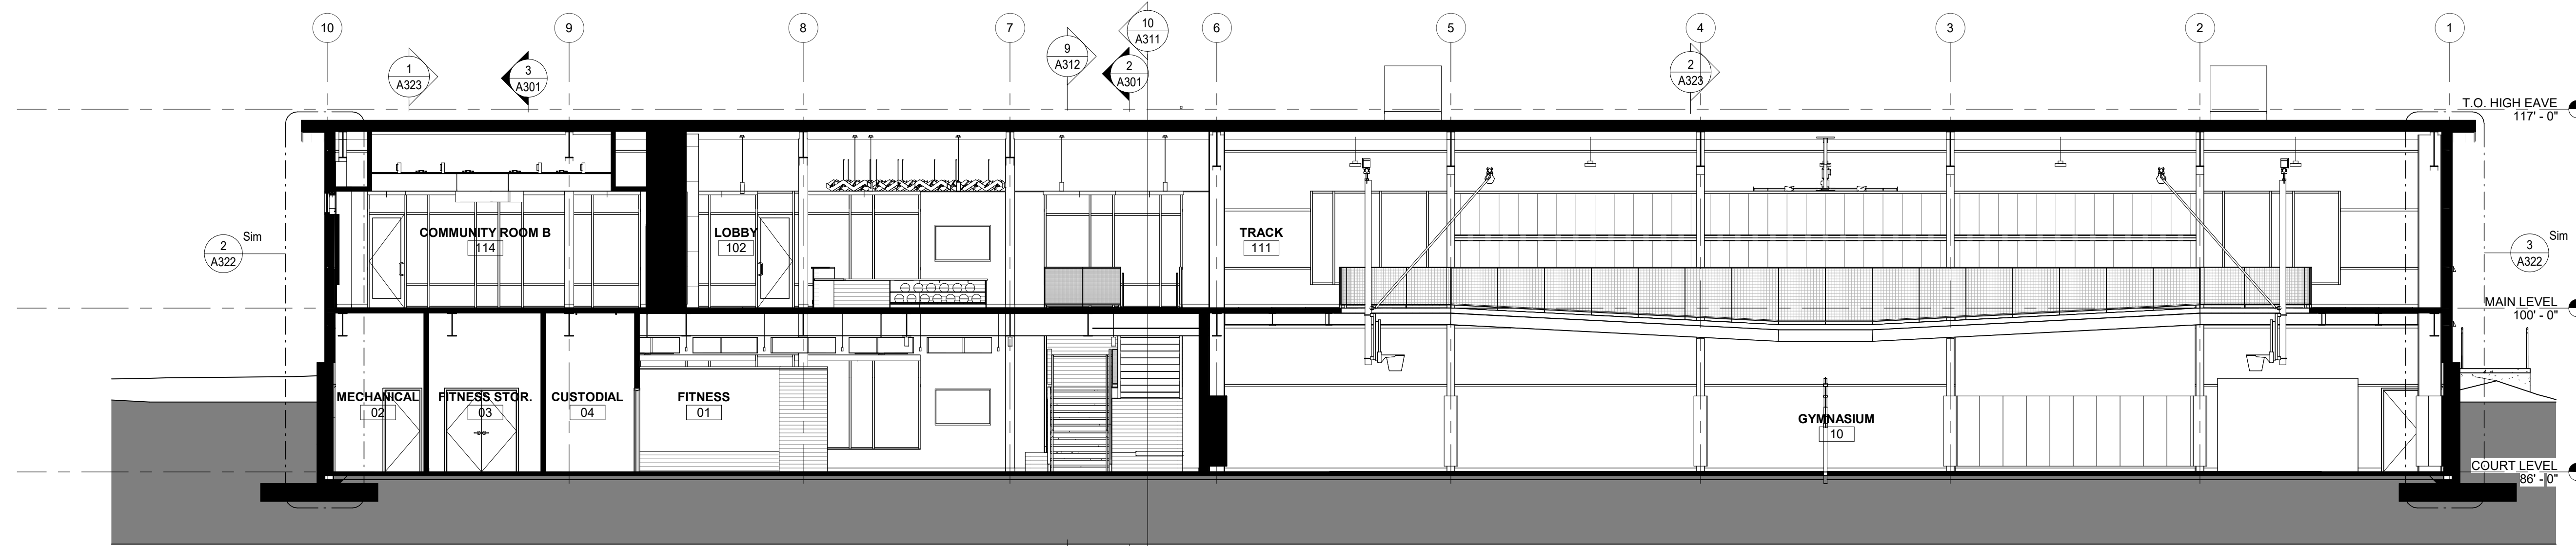 10
9
8
7
6
5
4
3
2
1
1
A323
3
A301
9
A312
10
A311
2
A301
2
A323
T.O. HIGH EAVE
117' - 0"
COMMUNITY ROOM B
114
LOBBY
102
TRACK
111
Sim
2
A322
Sim
3
A322
MAIN LEVEL
100' - 0"
MECHANICAL
02
FITNESS STOR.
03
CUSTODIAL
04
FITNESS
01
GYMNASIUM
10
COURT LEVEL
86' - 0"